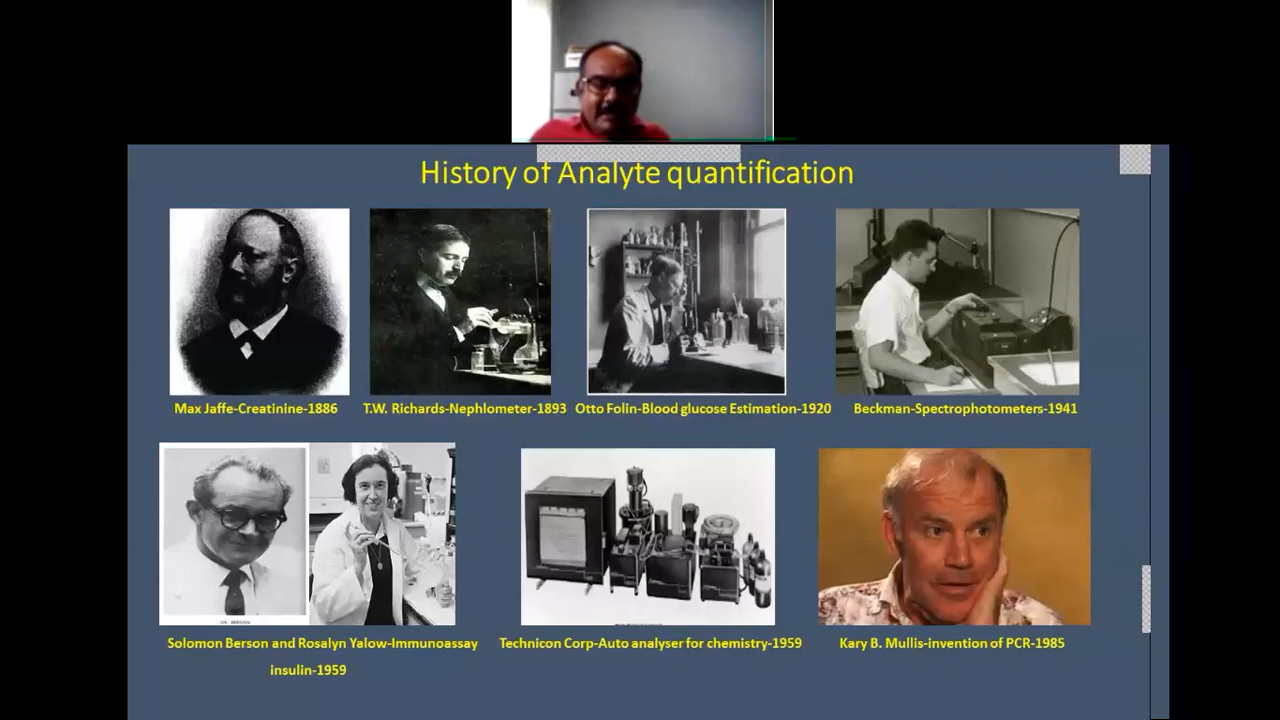 History of Analyte quantification
Max Jaffe-Creatinine-1886
T.W. Richards-Nephlometer-1893
Otto Folin-Blood glucose Estimation-1920
Beckman-Spectrophotometers-1941
Solomon Berson and Rosalyn Yalow-Immunoassay
insulin-1959
Technicon Corp-Auto analyser for chemistry-1959
Kary B. Mullis-invention of PCR-1985